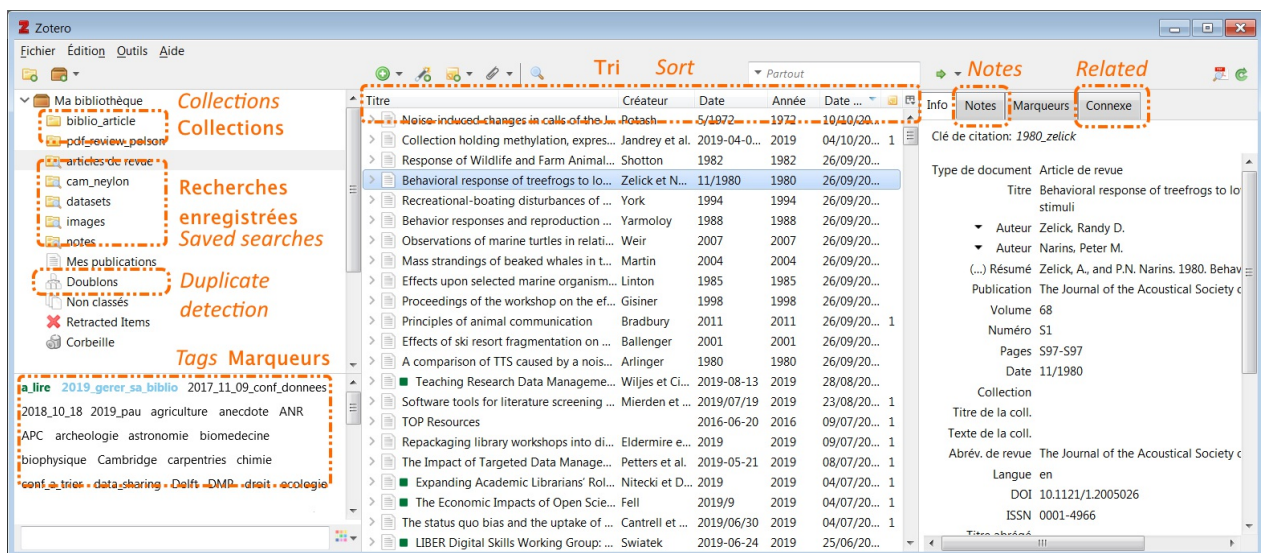 Zotero
Fichier Édition Outils Aide
Tri Sort
Partout
Notes Related
Ma bibliothèque
biblio_article
pdf_review_polson
articles de revue
cam_neylon
datasets
images
notes
Mes publications
Doublons
Non classés
Retracted Items
Corbeille
Collections
Collections
Recherches
enregistrées
Saved searches
Duplicate
detection
Tags Marqueurs
a_lire 2019_gerer_sa_biblio 2017_11_09_conf_donnees
2018_10_18 2019_pau agriculture anecdote ANR
APC archeologie astronomie biomedecine
biophysique Cambridge carpentries chimie
conf_a_trier data_sharing Delft DMP droit ecologie
Titre Créateur Date Année Date ...
Noise-induced changes in calls of the J... Potash 5/1972 1972 10/10/20...
Collection holding methylation, expres... Jandrey et al. 2019-04-0... 2019 04/10/20... 1
Response of Wildlife and Farm Animal... Shotton 1982 1982 26/09/20...
Behavioral response of treefrogs to lo... Zelick et N... 11/1980 1980 26/09/20...
Recreational-boating disturbances of ... York 1994 1994 26/09/20...
Behavior responses and reproduction ... Yarmoloy 1988 1988 26/09/20...
Observations of marine turtles in relati... Weir 2007 2007 26/09/20...
Mass strandings of beaked whales in t... Martin 2004 2004 26/09/20...
Effects upon selected marine organism... Linton 1985 1985 26/09/20...
Proceedings of the workshop on the ef... Gisiner 1998 1998 26/09/20...
Principles of animal communication Bradbury 2011 2011 26/09/20... 1
Effects of ski resort fragmentation on ... Ballenger 2001 2001 26/09/20...
A comparison of TTS caused by a nois... Arlinger 1980 1980 26/09/20...
Teaching Research Data Manageme... Wiljes et Ci... 2019-08-13 2019 28/08/20...
Software tools for literature screening ... Mierden et ... 2019/07/19 2019 23/08/20... 1
TOP Resources 2016-06-20 2016 09/07/20... 1
Repackaging library workshops into di... Eldermire e... 2019 2019 09/07/20... 1
The Impact of Targeted Data Manage... Petters et al. 2019-05-21 2019 08/07/20... 1
Expanding Academic Librarians' Rol... Nitecki et D... 2019 2019 04/07/20... 1
The Economic Impacts of Open Scie... Fell 2019/9 2019 04/07/20... 1
The status quo bias and the uptake of ... Cantrell et ... 2019/06/30 2019 04/07/20... 1
LIBER Digital Skills Working Group: ... Swiatek 2019-06-24 2019 25/06/20...
Info Notes Marqueurs Connexe
Clé de citation: 1980_zelick
Type de document Article de revue
Titre Behavioral response of treefrogs to lo
stimuli
Auteur Zelick, Randy D.
Auteur Narins, Peter M.
(...) Résumé Zelick, A., and P.N. Narins. 1980. Behav
Publication The Journal of the Acoustical Society c
Volume 68
Numéro S1
Pages S97-S97
Date 11/1980
Collection
Titre de la coll.
Texte de la coll.
Abrév. de revue The Journal of the Acoustical Society c
Langue en
DOI 10.1121/1.2005026
ISSN 0001-4966
Titre abrégé